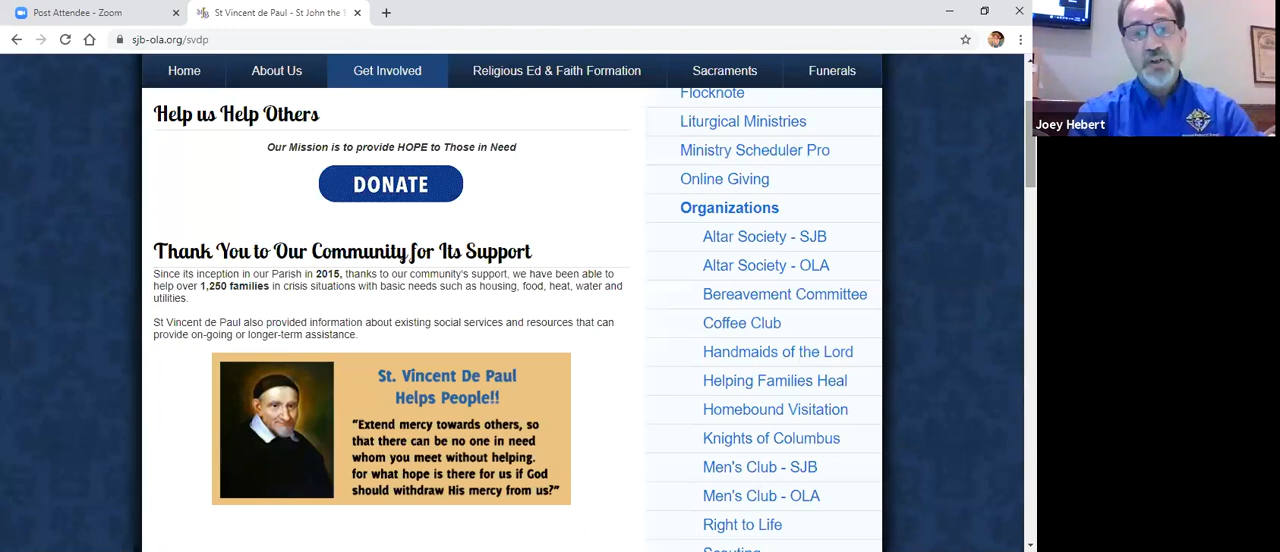 Post Attendee - Zoom
St Vincent de Paul - St John the
sjb-ola.org/svdp
Home
About Us
Get Involved
Religious Ed & Faith Formation
Sacraments
Funerals
Help us Help Others
Our Mission is to provide HOPE to Those in Need
DONATE
Thank You to Our Community for Its Support
Since its inception in our Parish in 2015, thanks to our community's support, we have been able to
help over 1,250 families in crisis situations with basic needs such as housing, food, heat, water and
utilities.
St Vincent de Paul also provided information about existing social services and resources that can
provide on-going or longer-term assistance.
St. Vincent De Paul
Helps People!!
"Extend mercy towards others, so
that there can be no one in need
whom you meet without helping.
for what hope is there for us if God
should withdraw His mercy from us?"
Flocknote
Liturgical Ministries
Ministry Scheduler Pro
Online Giving
Organizations
Altar Society - SJB
Altar Society - OLA
Bereavement Committee
Coffee Club
Handmaids of the Lord
Helping Families Heal
Homebound Visitation
Knights of Columbus
Men's Club - SJB
Men's Club - OLA
Right to Life
Scouting
Joey Hebert